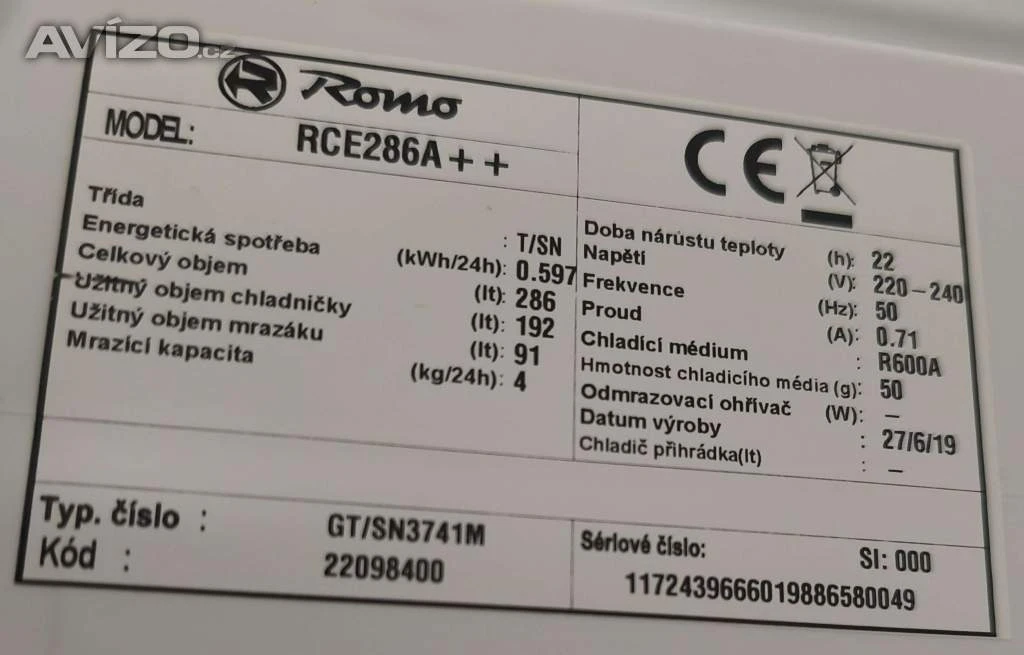 AVÍZO.cz
Romo
MODEL: RCE286A++
Třída : T/SN
Energetická spotřeba (kWh/24h): 0.597
Celkový objem (lt): 286
Užitný objem chladničky (lt): 192
Užitný objem mrazáku (lt): 91
Mrazící kapacita (kg/24h): 4
CE
Doba nárůstu teploty (h): 22
Napětí (V): 220-240
Frekvence (Hz): 50
Proud (A): 0.71
Chladící médium : R600A
Hmotnost chladicího média (g): 50
Odmrazovací ohřívač (W): –
Datum výroby : 27/6/19
Chladič přihrádka(lt) : –
Typ. číslo : GT/SN3741M
Kód : 22098400
Sérlové číslo: SI: 000
1172439666019886580049